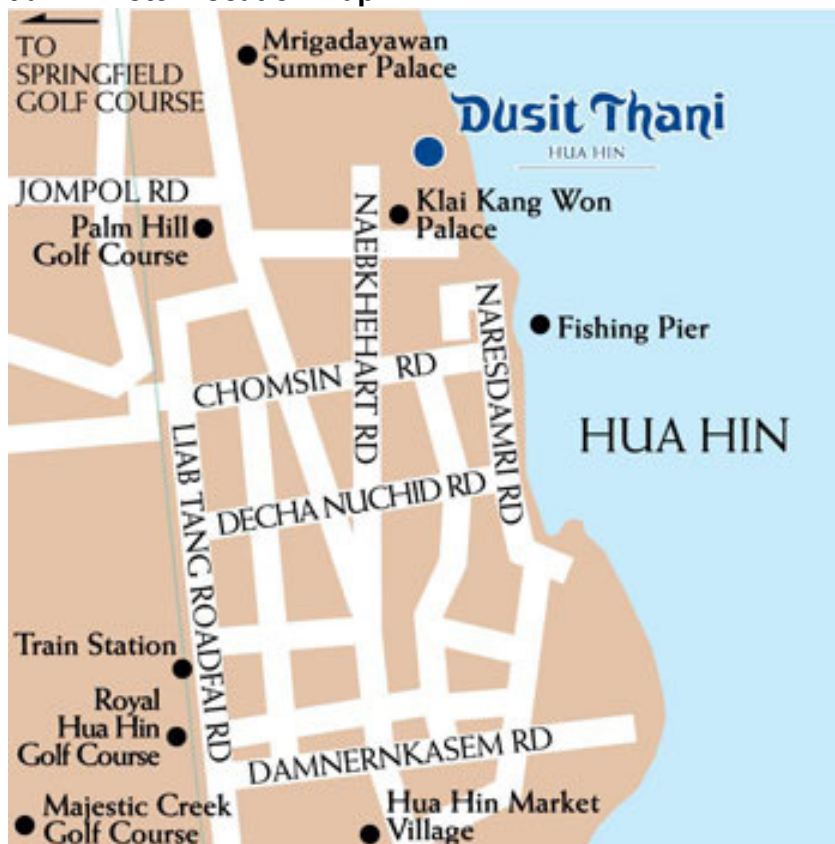 TO
SPRINGFIELD
GOLF COURSE
Mrigadayawan
Summer Palace
Dusit Thani
HUA HIN
JOMPOL RD
Palm Hill
Golf Course
Klai Kang Won
Palace
NAEBKHEHART RD
NARESDAMRI RD
Fishing Pier
CHOMSIN RD
HUA HIN
LIAB TANG ROADFAI RD
DECHA NUCHID RD
Train Station
Royal
Hua Hin
Golf Course
DAMNERNKASEM RD
Majestic Creek
Golf Course
Hua Hin Market
Village